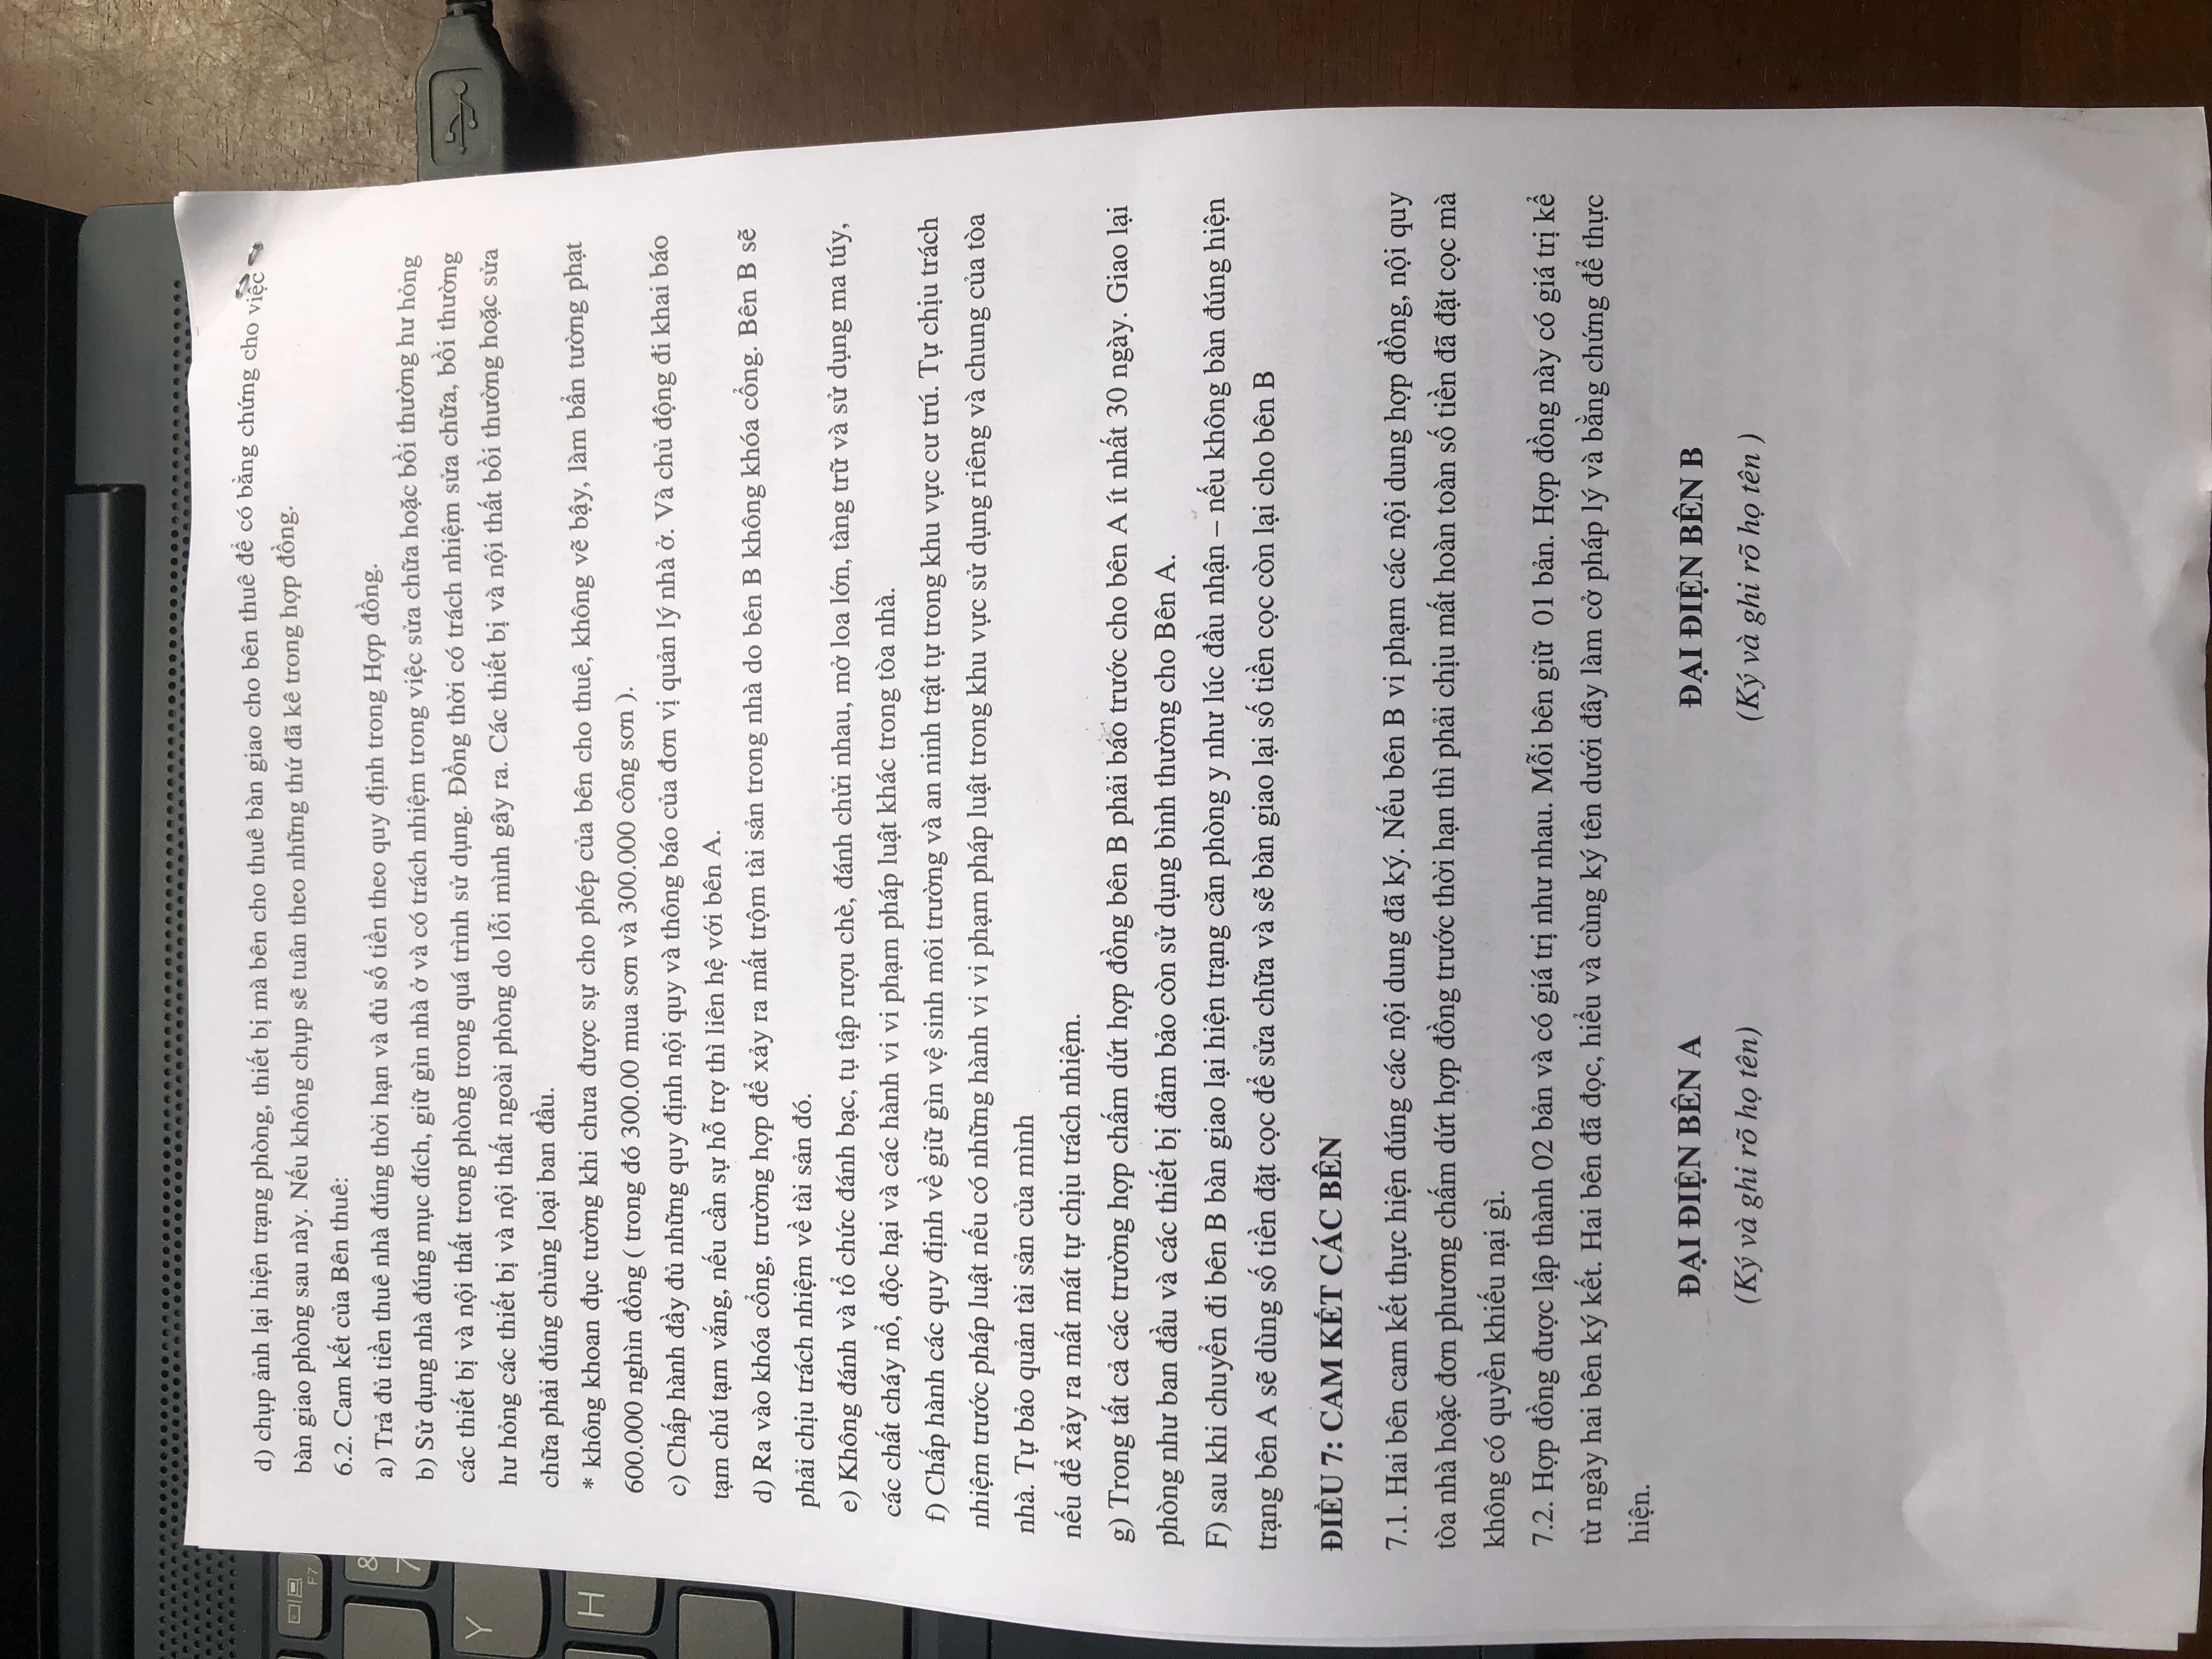 d) chụp ảnh lại hiện trạng phòng, thiết bị mà bên cho thuê bàn giao cho bên thuê để có bằng chứng cho việc
bàn giao phòng sau này. Nếu không chụp sẽ tuân theo những thứ đã kê trong hợp đồng.
6.2. Cam kết của Bên thuê:
a) Trả đủ tiền thuê nhà đúng thời hạn và đủ số tiền theo quy định trong Hợp đồng.
b) Sử dụng nhà đúng mục đích, giữ gìn nhà ở và có trách nhiệm trong việc sửa chữa hoặc bồi thường hư hỏng
các thiết bị và nội thất trong phòng trong quá trình sử dụng. Đồng thời có trách nhiệm sửa chữa, bồi thường
hư hỏng các thiết bị và nội thất ngoài phòng do lỗi mình gây ra. Các thiết bị và nội thất bồi thường hoặc sửa
chữa phải đúng chủng loại ban đầu.
* không khoan đục tường khi chưa được sự cho phép của bên cho thuê, không vẽ bậy, làm bẩn tường phạt
600.000 nghìn đồng ( trong đó 300.00 mua sơn và 300.000 công sơn ).
c) Chấp hành đầy đủ những quy định nội quy và thông báo của đơn vị quản lý nhà ở. Và chủ động đi khai báo
tạm chú tạm vắng, nếu cần sự hỗ trợ thì liên hệ với bên A.
d) Ra vào khóa cổng, trường hợp để xảy ra mất trộm tài sản trong nhà do bên B không khóa cổng. Bên B sẽ
phải chịu trách nhiệm về tài sản đó.
e) Không đánh và tổ chức đánh bạc, tụ tập rượu chè, đánh chửi nhau, mở loa lớn, tàng trữ và sử dụng ma túy,
các chất cháy nổ, độc hại và các hành vi vi phạm pháp luật khác trong tòa nhà.
f) Chấp hành các quy định về giữ gìn vệ sinh môi trường và an ninh trật tự trong khu vực cư trú. Tự chịu trách
nhiệm trước pháp luật nếu có những hành vi vi phạm pháp luật trong khu vực sử dụng riêng và chung của tòa
nhà. Tự bảo quản tài sản của mình
nếu để xảy ra mất mát tự chịu trách nhiệm.
g) Trong tất cả các trường hợp chấm dứt hợp đồng bên B phải báo trước cho bên A ít nhất 30 ngày. Giao lại
phòng như ban đầu và các thiết bị đảm bảo còn sử dụng bình thường cho Bên A.
F) sau khi chuyển đi bên B bàn giao lại hiện trạng căn phòng y như lúc đầu nhận – nếu không bàn đúng hiện
trạng bên A sẽ dùng số tiền đặt cọc để sửa chữa và sẽ bàn giao lại số tiền cọc còn lại cho bên B
ĐIỀU 7: CAM KẾT CÁC BÊN
7.1. Hai bên cam kết thực hiện đúng các nội dung đã ký. Nếu bên B vi phạm các nội dung hợp đồng, nội quy
tòa nhà hoặc đơn phương chấm dứt hợp đồng trước thời hạn thì phải chịu mất hoàn toàn số tiền đã đặt cọc mà
không có quyền khiếu nại gì.
7.2. Hợp đồng được lập thành 02 bản và có giá trị như nhau. Mỗi bên giữ 01 bản. Hợp đồng này có giá trị kể
từ ngày hai bên ký kết. Hai bên đã đọc, hiểu và cùng ký tên dưới đây làm cở pháp lý và bằng chứng để thực
hiện.
ĐẠI ĐIỆN BÊN A ĐẠI ĐIỆN BÊN B
(Ký và ghi rõ họ tên) (Ký và ghi rõ họ tên )
F7
&
7
Y
H